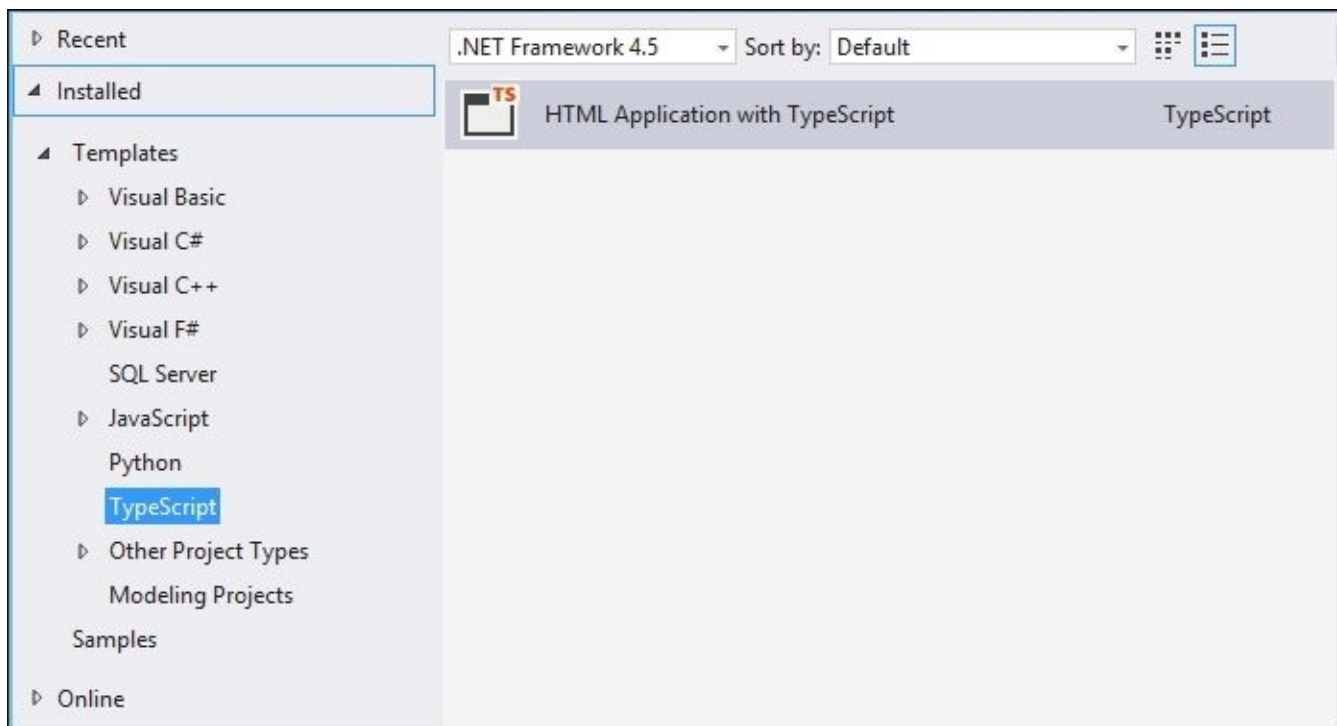 Recent
Installed
Templates
Visual Basic
Visual C#
Visual C++
Visual F#
SQL Server
JavaScript
Python
TypeScript
Other Project Types
Modeling Projects
Samples
Online
.NET Framework 4.5 Sort by: Default
TS HTML Application with TypeScript TypeScript